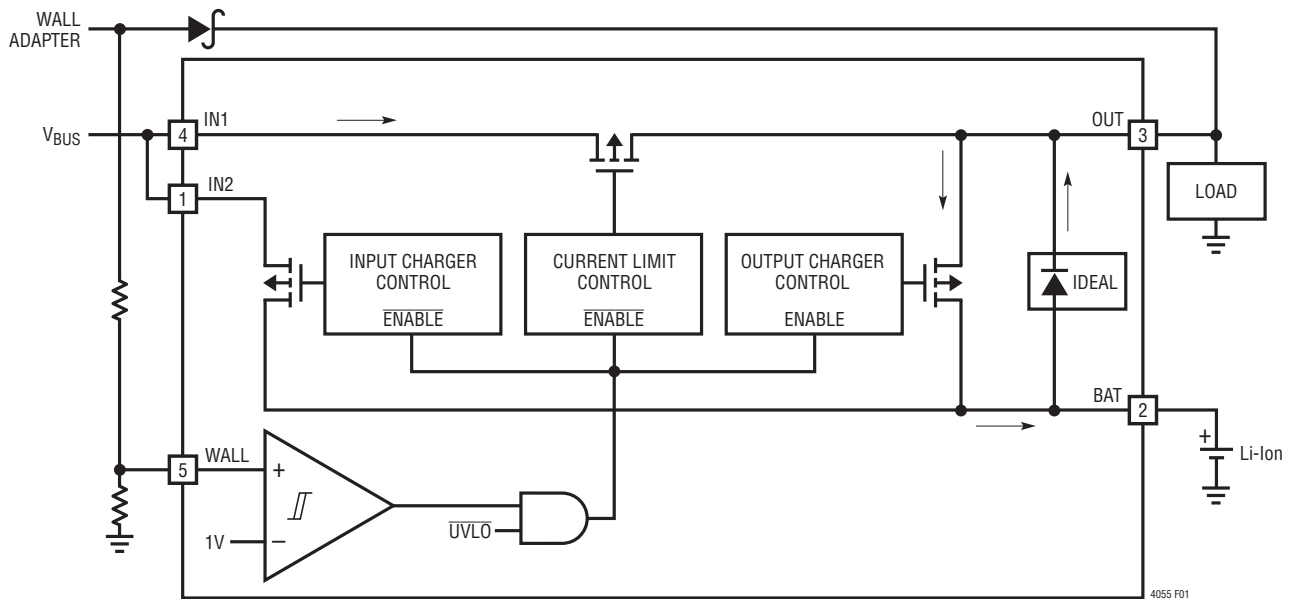 WALL
ADAPTER
VBUS
4
IN1
OUT
3
1
IN2
LOAD
INPUT CHARGER
CONTROL
ENABLE
CURRENT LIMIT
CONTROL
ENABLE
OUTPUT CHARGER
CONTROL
ENABLE
IDEAL
BAT
2
+
Li-Ion
5
WALL
+
1V
–
UVLO
4055 F01